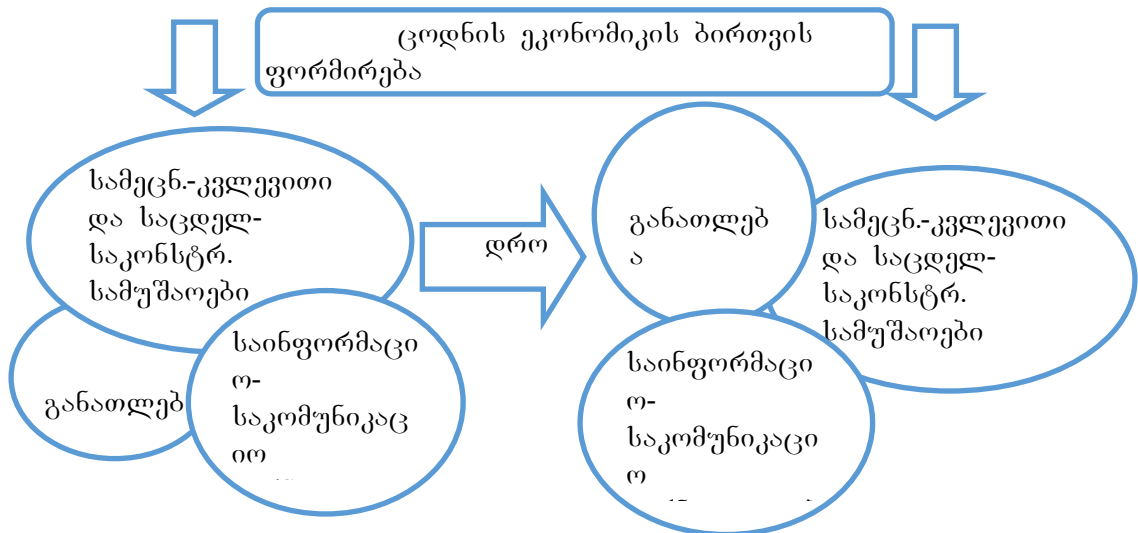 ცოდნის ეკონომიკის ბირთვის
ფორმირება
სამეცნ.-კვლევითი
და საცდელ-
საკონსტრ.
სამუშაოები
განათლებ
საინფორმაცი
ო-
საკომუნიკაც
იო
დრო
განათლებ
ა
სამეცნ.-კვლევითი
და საცდელ-
საკონსტრ.
სამუშაოები
საინფორმაცი
ო-
საკომუნიკაციო
ო